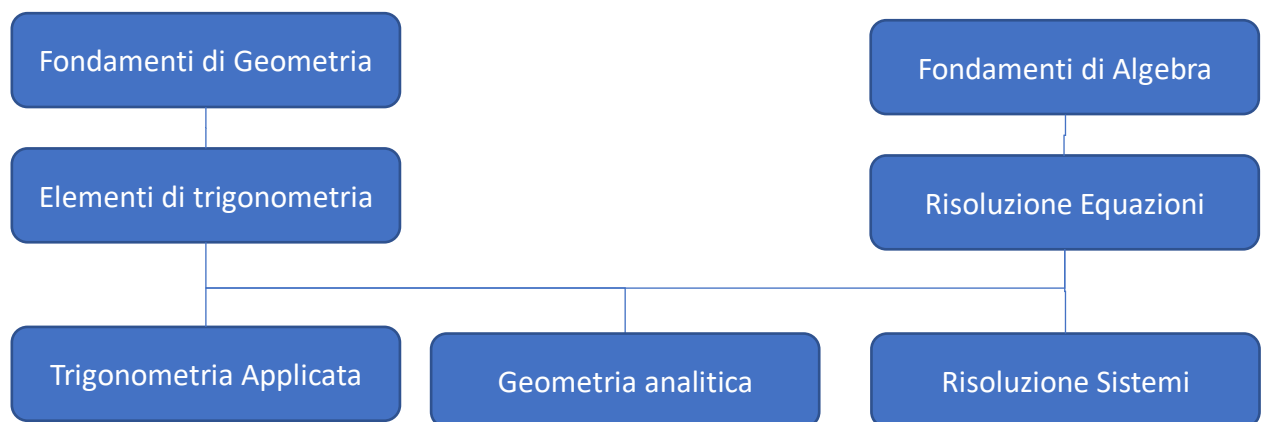 Fondamenti di Geometria
Fondamenti di Algebra
Elementi di trigonometria
Risoluzione Equazioni
Trigonometria Applicata
Geometria analitica
Risoluzione Sistemi